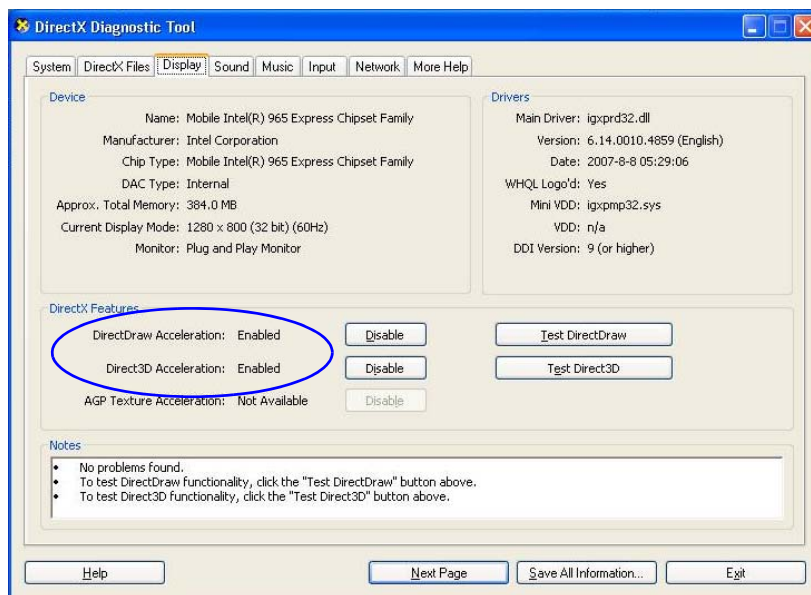 DirectX Diagnostic Tool
System DirectX Files Display Sound Music Input Network More Help
Device
Name: Mobile Intel(R) 965 Express Chipset Family
Manufacturer: Intel Corporation
Chip Type: Mobile Intel(R) 965 Express Chipset Family
DAC Type: Internal
Approx. Total Memory: 384.0 MB
Current Display Mode: 1280 x 800 (32 bit) (60Hz)
Monitor: Plug and Play Monitor
Drivers
Main Driver: igxprd32.dll
Version: 6.14.0010.4859 (English)
Date: 2007-8-8 05:29:06
WHQL Logo'd: Yes
Mini VDD: igxpmp32.sys
VDD: n/a
DDI Version: 9 (or higher)
DirectX Features
DirectDraw Acceleration: Enabled Disable Test DirectDraw
Direct3D Acceleration: Enabled Disable Test Direct3D
AGP Texture Acceleration: Not Available Disable
Notes
• No problems found.
• To test DirectDraw functionality, click the "Test DirectDraw" button above.
• To test Direct3D functionality, click the "Test Direct3D" button above.
Help Next Page Save All Information... Exit